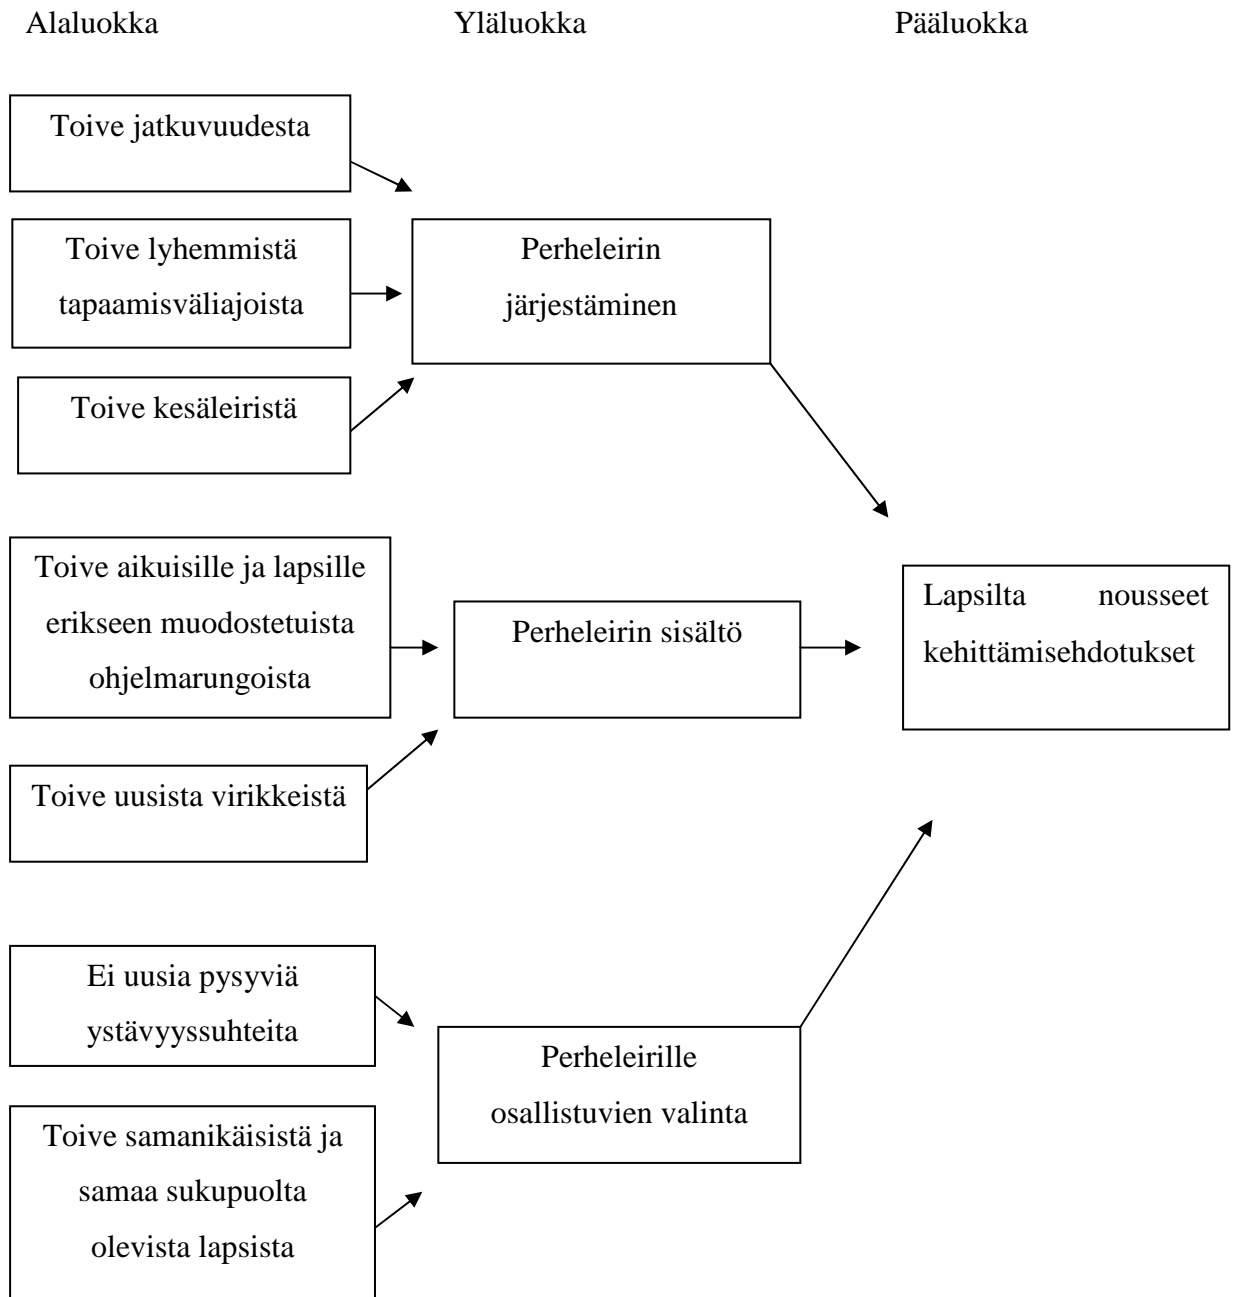 Alaluokka
Yläluokka
Pääluokka
Toive jatkuvuudesta
Toive lyhemmistä
tapaamisväliajoista
Toive kesäleiristä
Perheleirin
järjestäminen
Toive aikuisille ja lapsille
erikseen muodostetuista
ohjelmarungoista
Toive uusista virikkeistä
Perheleirin sisältö
Lapsilta nousseet
kehittämisehdotukset
Ei uusia pysyviä
ystävyyssuhteita
Toive samanikäisistä ja
samaa sukupuolta
olevista lapsista
Perheleirille
osallistuvien valinta